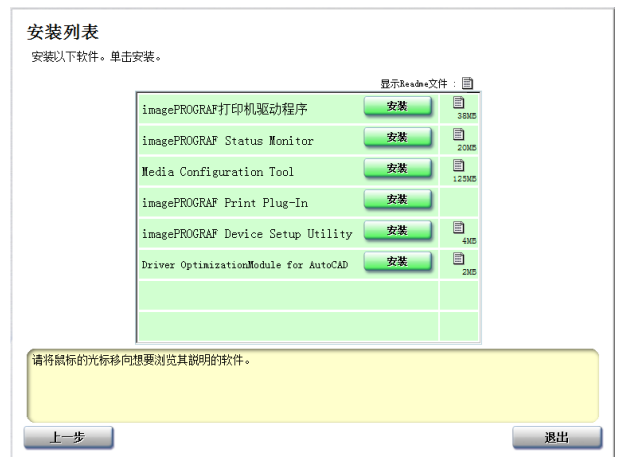 安装列表
安装以下软件。单击安装。
显示Readme文件 :
imagePROGRAF打印机驱动程序 安装 38MB
imagePROGRAF Status Monitor 安装 20MB
Media Configuration Tool 安装 125MB
imagePROGRAF Print Plug-In 安装
imagePROGRAF Device Setup Utility 安装 4MB
Driver OptimizationModule for AutoCAD 安装 2MB
请将鼠标的光标移向想要浏览其説明的软件。
上一步 退出